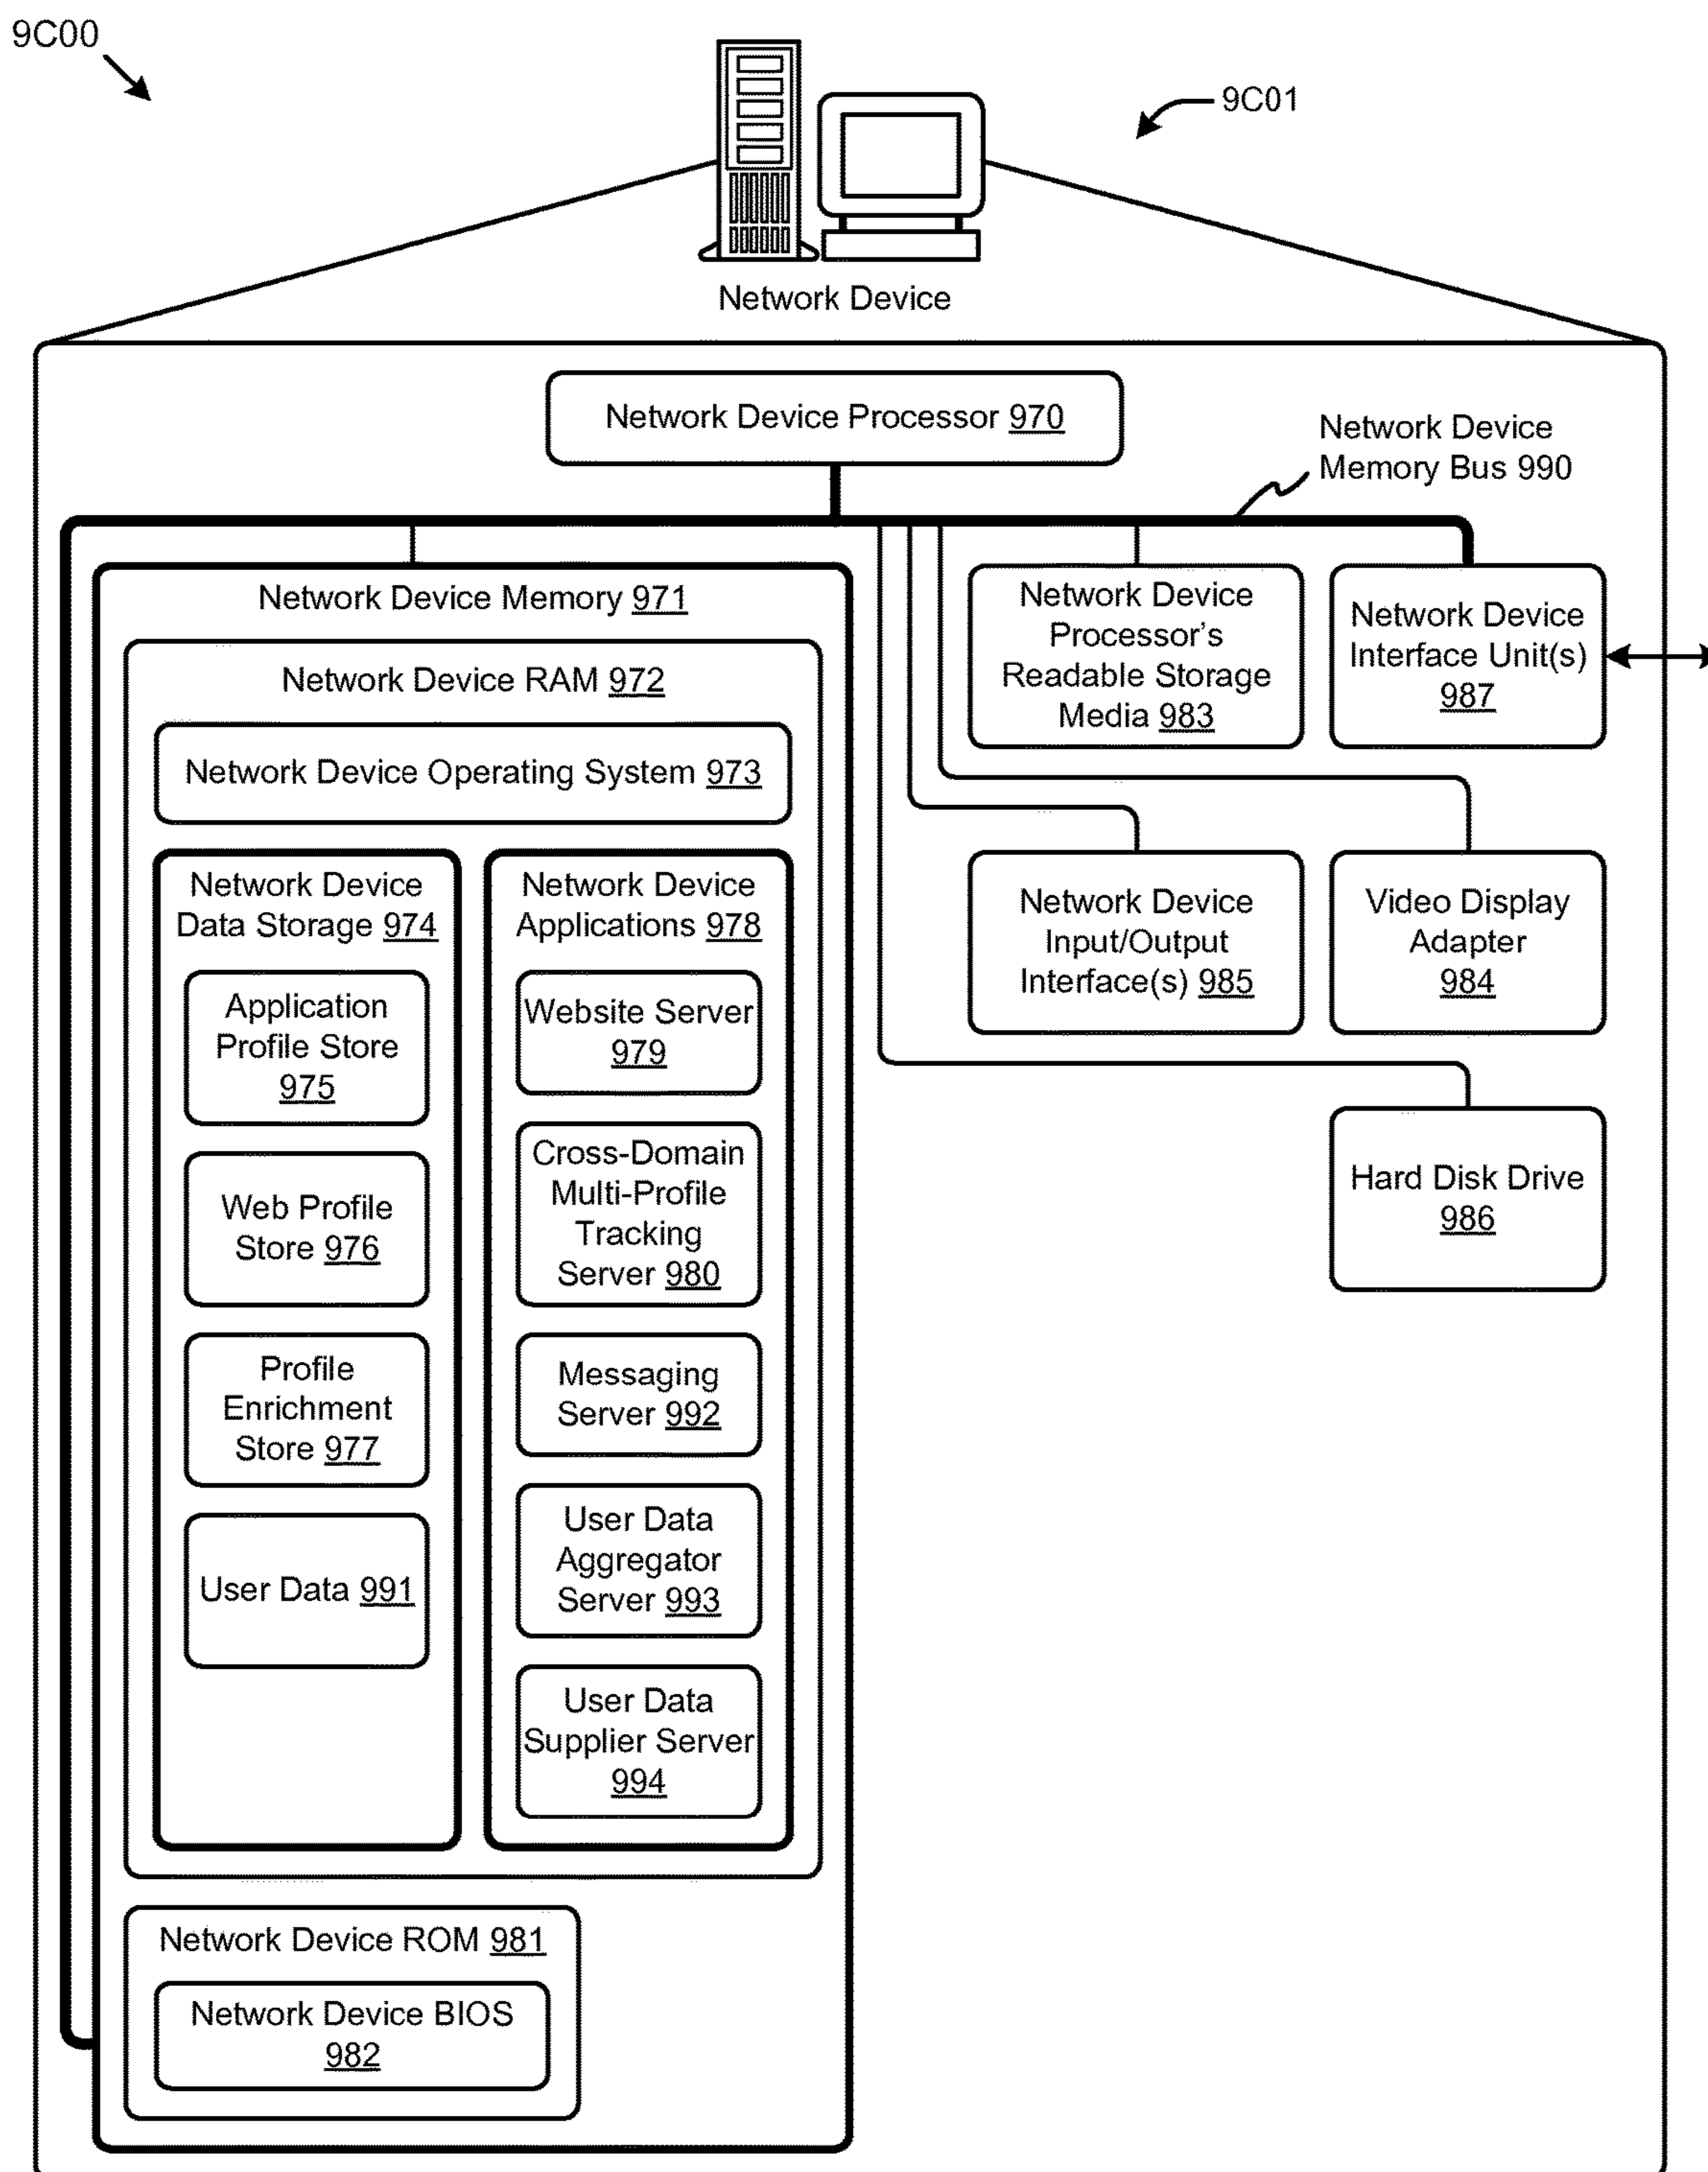 9C00
9C01
Network Device
Network Device Processor 970
Network Device
Memory Bus 990
Network Device Memory 971
Network Device RAM 972
Network Device Operating System 973
Network Device
Data Storage 974
Application
Profile Store
975
Web Profile
Store 976
Profile
Enrichment
Store 977
User Data 991
Network Device
Applications 978
Website Server
979
Cross-Domain
Multi-Profile
Tracking
Server 980
Messaging
Server 992
User Data
Aggregator
Server 993
User Data
Supplier Server
994
Network Device ROM 981
Network Device BIOS
982
Network Device
Processor's
Readable Storage
Media 983
Network Device
Interface Unit(s)
987
Network Device
Input/Output
Interface(s) 985
Video Display
Adapter
984
Hard Disk Drive
986